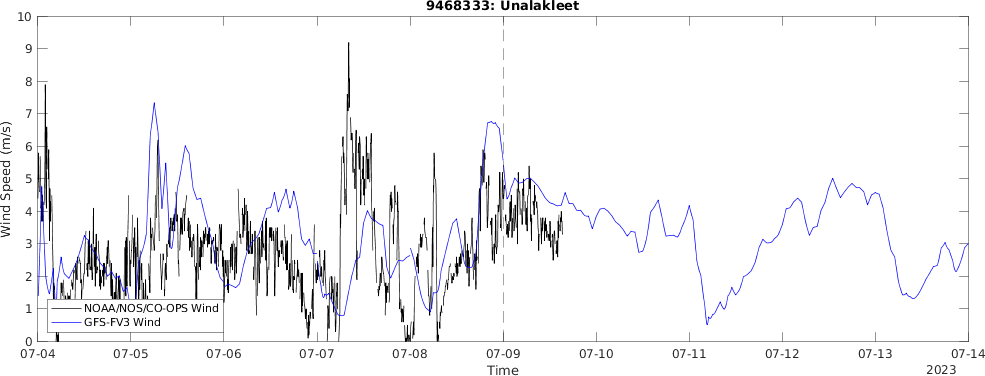 9468333: Unalakleet
10
9
8
7
6
5
4
3
2
1
0
Wind Speed (m/s)
NOAA/NOS/CO-OPS Wind
GFS-FV3 Wind
07-04 07-05 07-06 07-07 07-08 07-09 07-10 07-11 07-12 07-13 07-14
Time
2023